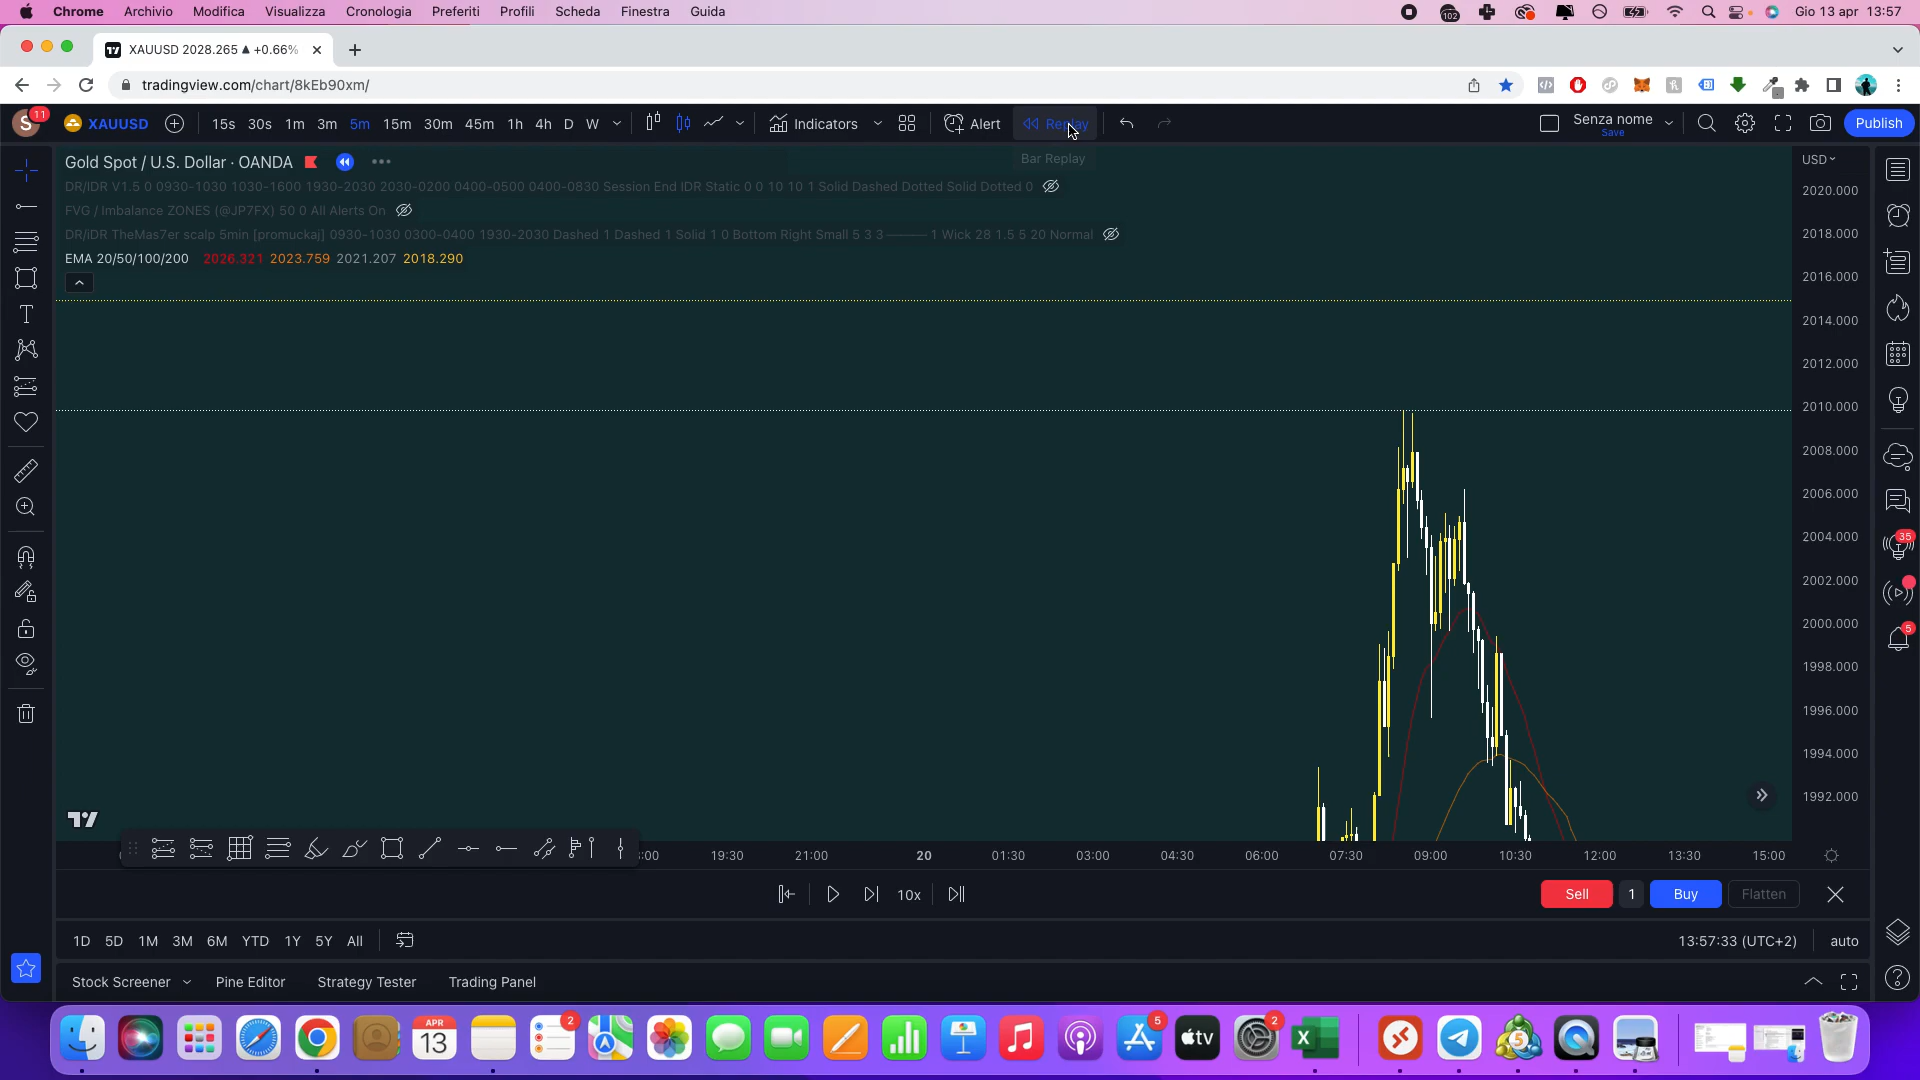 Chrome Archivio Modifica Visualizza Cronologia Preferiti Profili Scheda Finestra Guida 102 Gio 13 apr 13:57
XAUUSD 2028.265 ▲ +0.66%
tradingview.com/chart/8kEb90xm/
S 11 XAUUSD 15s 30s 1m 3m 5m 15m 30m 45m 1h 4h D W Indicators Alert Replay Senza nome Save Publish
Bar Replay
Gold Spot / U.S. Dollar · OANDA
DR/IDR V1.5 0 0930-1030 1030-1600 1930-2030 2030-0200 0400-0500 0400-0830 Session End IDR Static 0 0 10 10 1 Solid Dashed Dotted Solid Dotted 0
FVG / Imbalance ZONES (@JP7FX) 50 0 All Alerts On
DR/iDR TheMas7er scalp 5min [promuckaj] 0930-1030 0300-0400 1930-2030 Dashed 1 Dashed 1 Solid 1 0 Bottom Right Small 5 3 3 ———— 1 Wick 28 1.5 5 20 Normal
EMA 20/50/100/200 2026.321 2023.759 2021.207 2018.290
USD
2020.000
2018.000
2016.000
2014.000
2012.000
2010.000
2008.000
2006.000
2004.000
2002.000
2000.000
1998.000
1996.000
1994.000
1992.000
35
5
19:30 21:00 20 01:30 03:00 04:30 06:00 07:30 09:00 10:30 12:00 13:30 15:00
10x Sell 1 Buy Flatten
1D 5D 1M 3M 6M YTD 1Y 5Y All 13:57:33 (UTC+2) auto
Stock Screener Pine Editor Strategy Tester Trading Panel
APR
13
2
5
tv
2
5